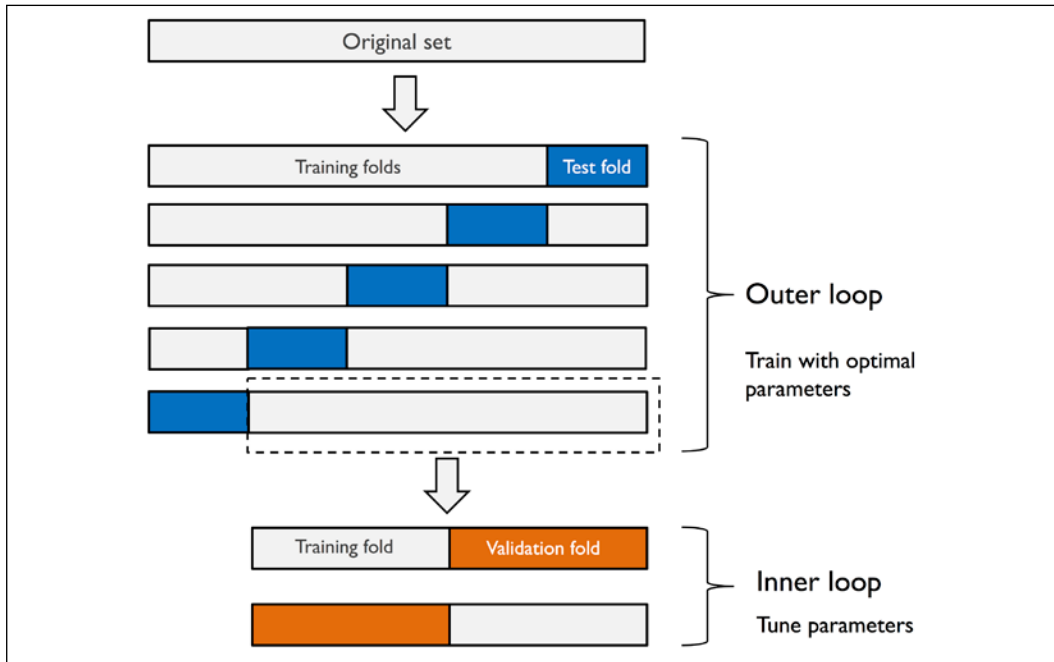 Original set
Training folds
Test fold
Outer loop
Train with optimal
parameters
Training fold
Validation fold
Inner loop
Tune parameters